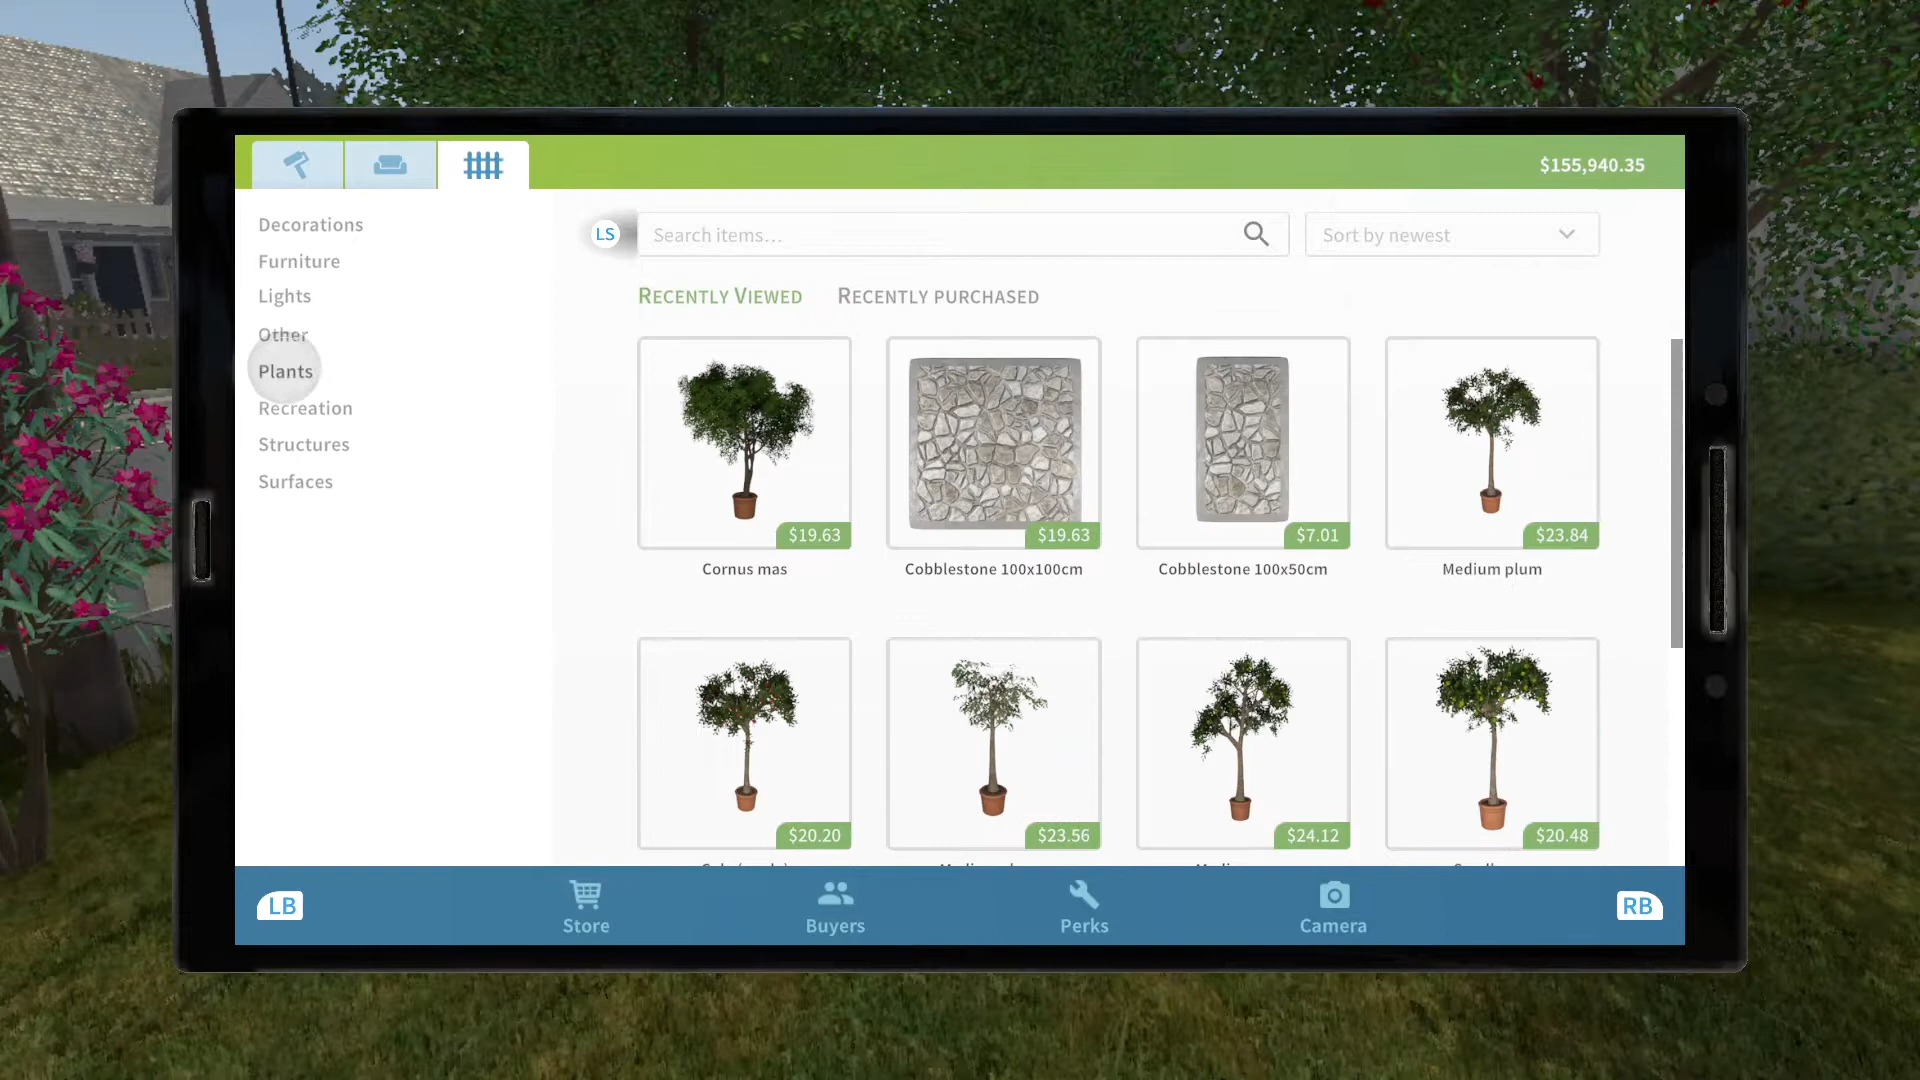 $155,940.35
Decorations
Furniture
Lights
Other
Plants
Recreation
Structures
Surfaces
LS
Search items...
Sort by newest
RECENTLY VIEWED
RECENTLY PURCHASED
$19.63
$19.63
$7.01
$23.84
Cornus mas
Cobblestone 100x100cm
Cobblestone 100x50cm
Medium plum
$20.20
$23.56
$24.12
$20.48
LB
Store
Buyers
Perks
Camera
RB